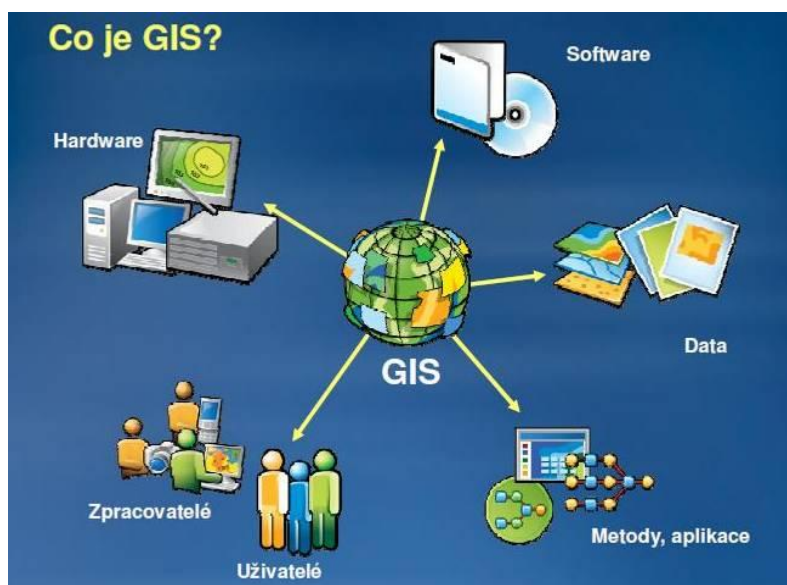 Co je GIS?
Software
Hardware
Data
GIS
Zpracovatelé
Uživatelé
Metody, aplikace